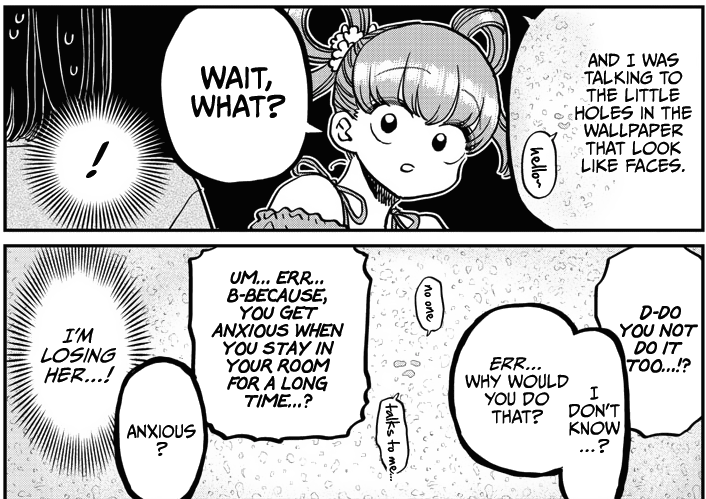 AND I WAS
TALKING TO
THE LITTLE
HOLES IN THE
WALLPAPER
THAT LOOK
LIKE FACES.
hello~
WAIT,
WHAT?
!
D-DO
YOU NOT
DO IT
TOO...!?
I
DON'T
KNOW
...?
ERR...
WHY WOULD
YOU DO
THAT?
no one
talks to me...
UM... ERR...
B-BECAUSE,
YOU GET
ANXIOUS WHEN
YOU STAY IN
YOUR ROOM
FOR A LONG
TIME...?
ANXIOUS
?
I'M
LOSING
HER...!